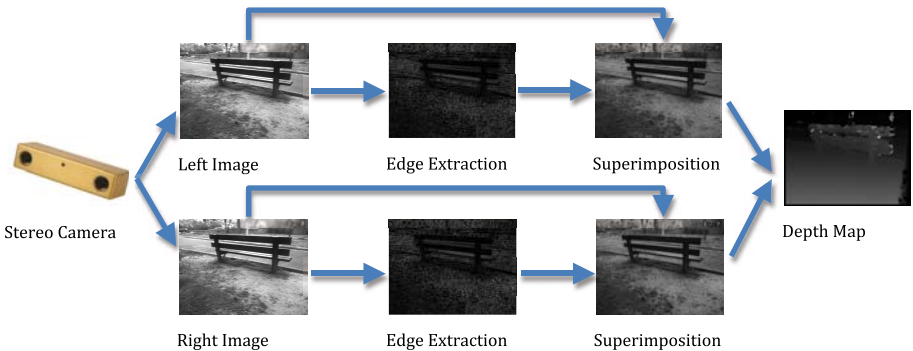 Left Image
Edge Extraction
Superimposition
Stereo Camera
Depth Map
Right Image
Edge Extraction
Superimposition